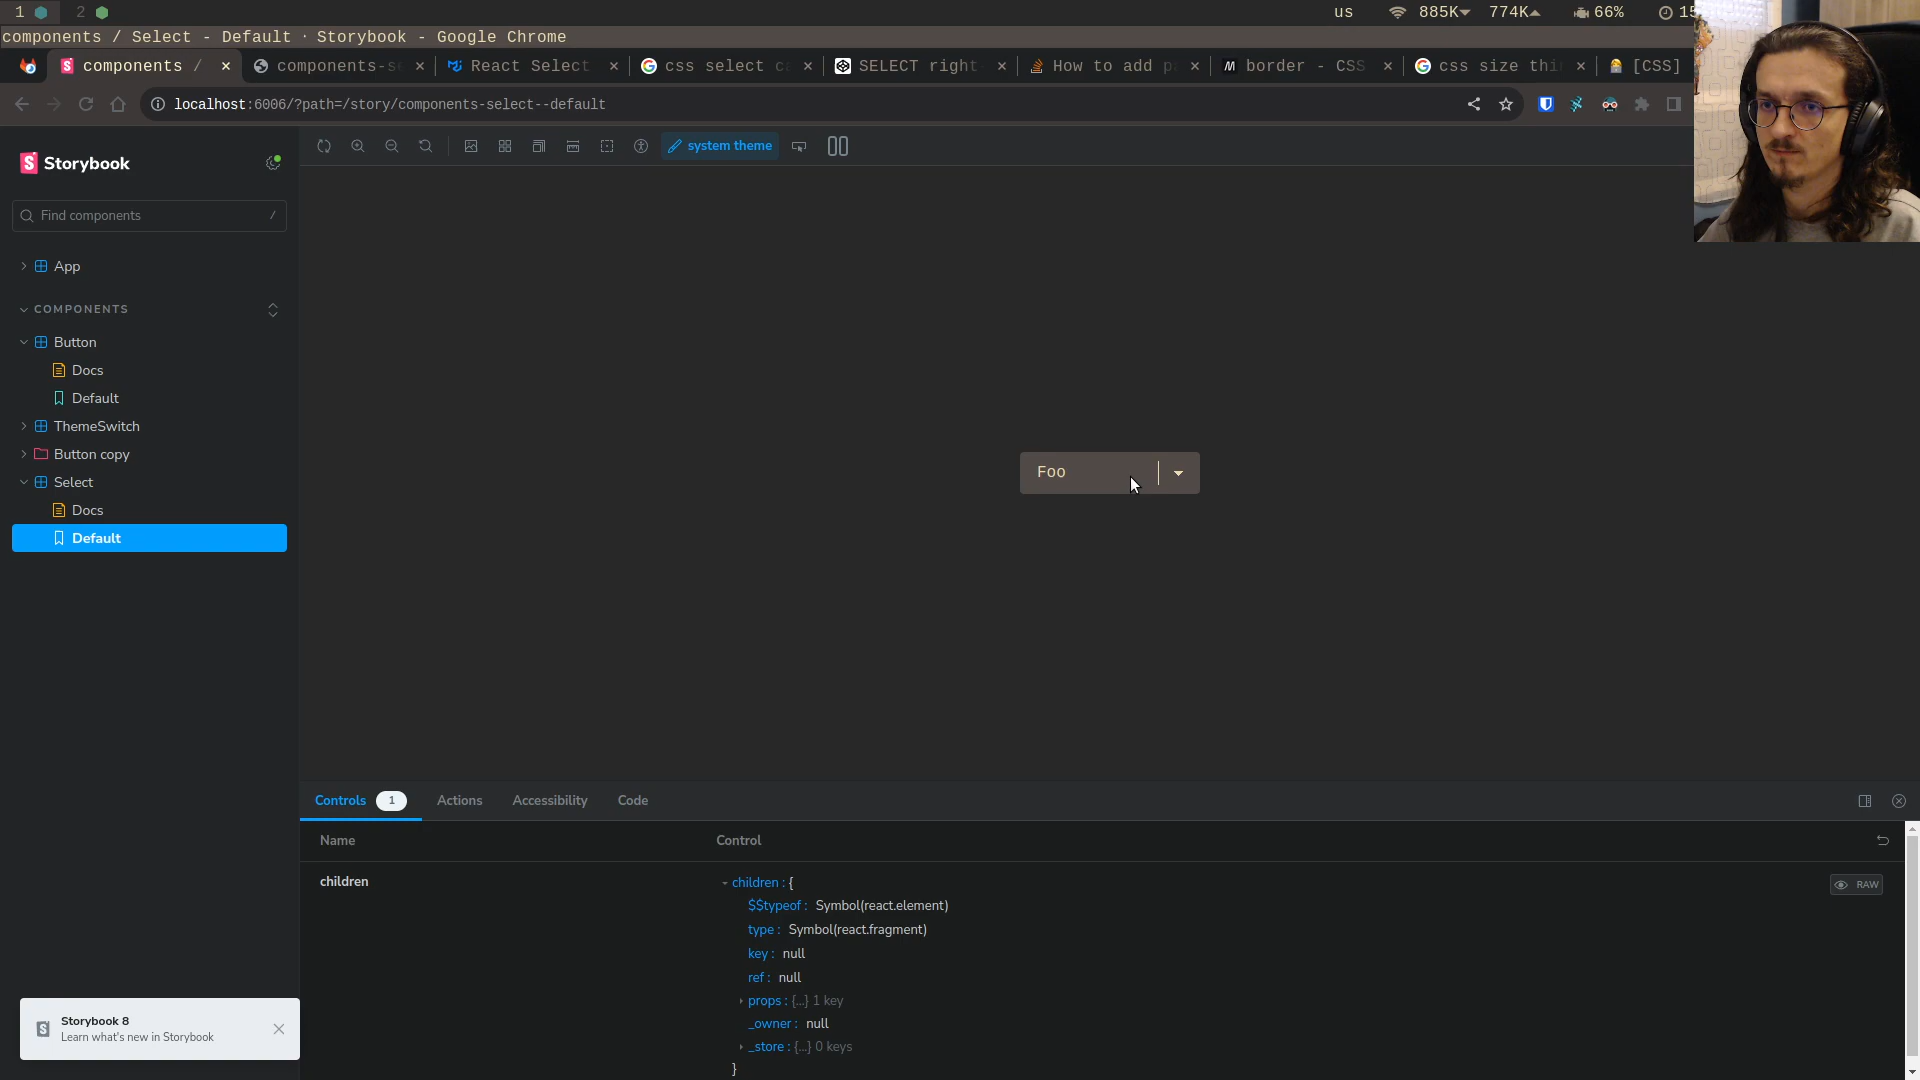 1 2 us 885K 774K 66% 15
components / Select - Default · Storybook - Google Chrome
components / components-s React Select css select c SELECT right How to add border - CSS css size thi [CSS]
localhost:6006/?path=/story/components-select--default
Storybook
system theme
Find components /
App
COMPONENTS
Button
Docs
Default
ThemeSwitch
Button copy
Select
Docs
Default
Foo
Controls 1 Actions Accessibility Code
Name Control
children
children : {
$$typeof : Symbol(react.element)
type : Symbol(react.fragment)
key : null
ref : null
props : {...} 1 key
_owner : null
_store : {...} 0 keys
}
RAW
Storybook 8
Learn what's new in Storybook